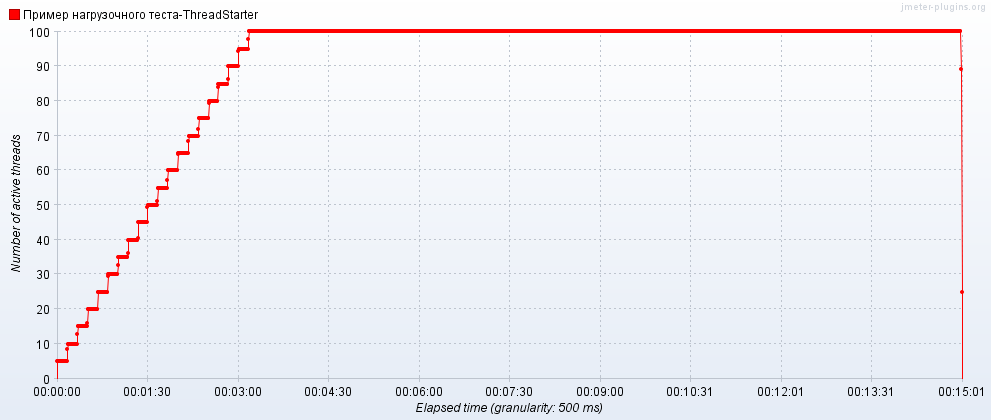 jmeter-plugins.org
Пример нагрузочного теста-ThreadStarter
100
90
80
70
60
50
40
30
20
10
0
Number of active threads
00:00:00 00:01:30 00:03:00 00:04:30 00:06:00 00:07:30 00:09:00 00:10:31 00:12:01 00:13:31 00:15:01
Elapsed time (granularity: 500 ms)